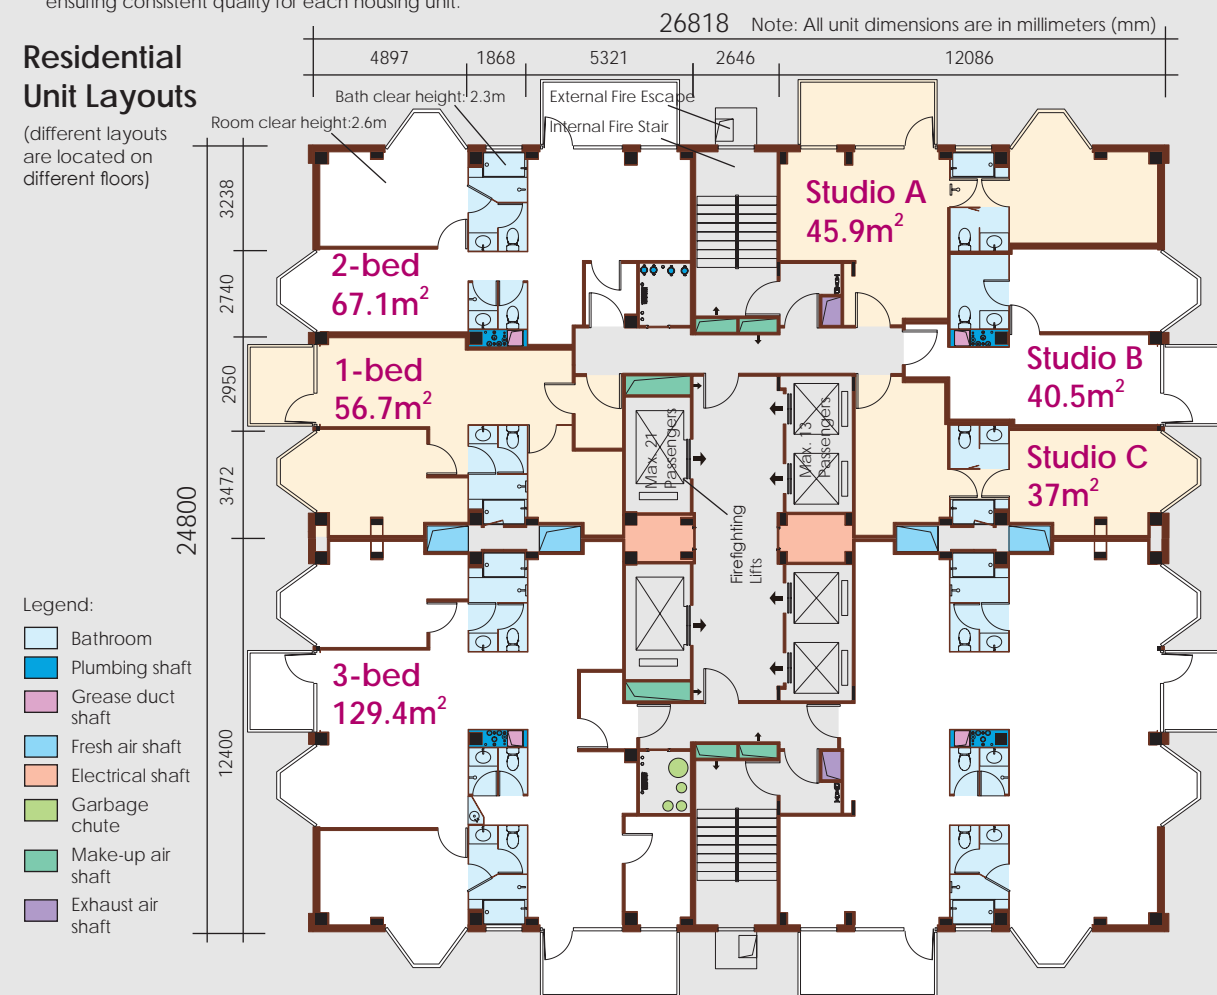 ensuring consistent quality for each housing unit.
26818 Note: All unit dimensions are in millimeters (mm)
Residential
Unit Layouts
(different layouts
are located on
different floors)
4897 1868 5321 2646 12086
Bath clear height: 2.3m
Room clear height:2.6m
External Fire Escape
Internal Fire Stair
3238
2740
2950
3472
12400
24800
2-bed
67.1m²
Studio A
45.9m²
1-bed
56.7m²
Studio B
40.5m²
Studio C
37m²
Max. 21
Passengers
Max. 13
Passengers
Firefighting
Lifts
3-bed
129.4m²
Legend:
Bathroom
Plumbing shaft
Grease duct
shaft
Fresh air shaft
Electrical shaft
Garbage
chute
Make-up air
shaft
Exhaust air
shaft